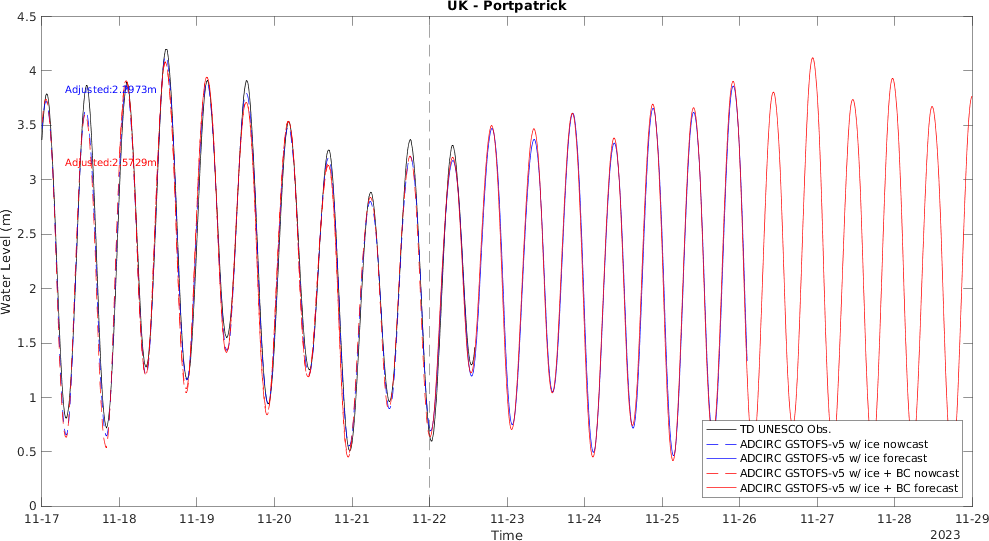 UK - Portpatrick
Water Level (m)
4.5
4
3.5
3
2.5
2
1.5
1
0.5
0
Adjusted:2.2973m
Adjusted:2.5729m
TD UNESCO Obs.
ADCIRC GSTOFS-v5 w/ ice nowcast
ADCIRC GSTOFS-v5 w/ ice forecast
ADCIRC GSTOFS-v5 w/ ice + BC nowcast
ADCIRC GSTOFS-v5 w/ ice + BC forecast
11-17 11-18 11-19 11-20 11-21 11-22 11-23 11-24 11-25 11-26 11-27 11-28 11-29
Time
2023